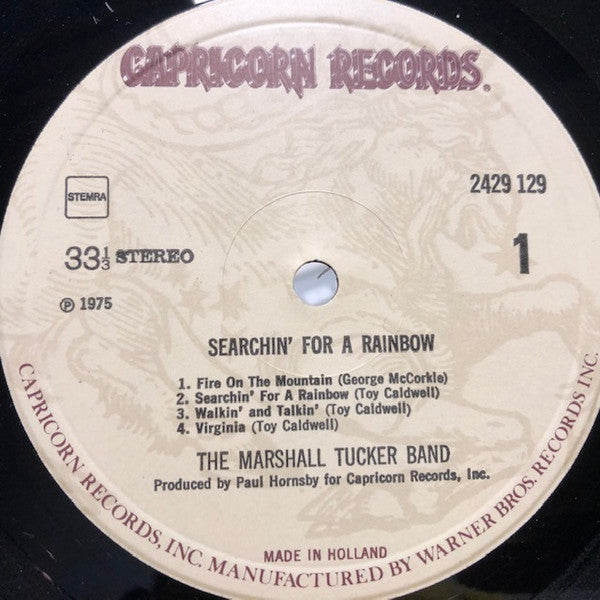 CAPRICORN RECORDS.
STEMRA
2429 129
33⅓ STEREO
1
℗ 1975
SEARCHIN' FOR A RAINBOW
1. Fire On The Mountain (George McCorkle)
2. Searchin' For A Rainbow (Toy Caldwell)
3. Walkin' and Talkin' (Toy Caldwell)
4. Virginia (Toy Caldwell)
THE MARSHALL TUCKER BAND
Produced by Paul Hornsby for Capricorn Records, Inc.
MADE IN HOLLAND
CAPRICORN RECORDS, INC. MANUFACTURED BY WARNER BROS. RECORDS INC.